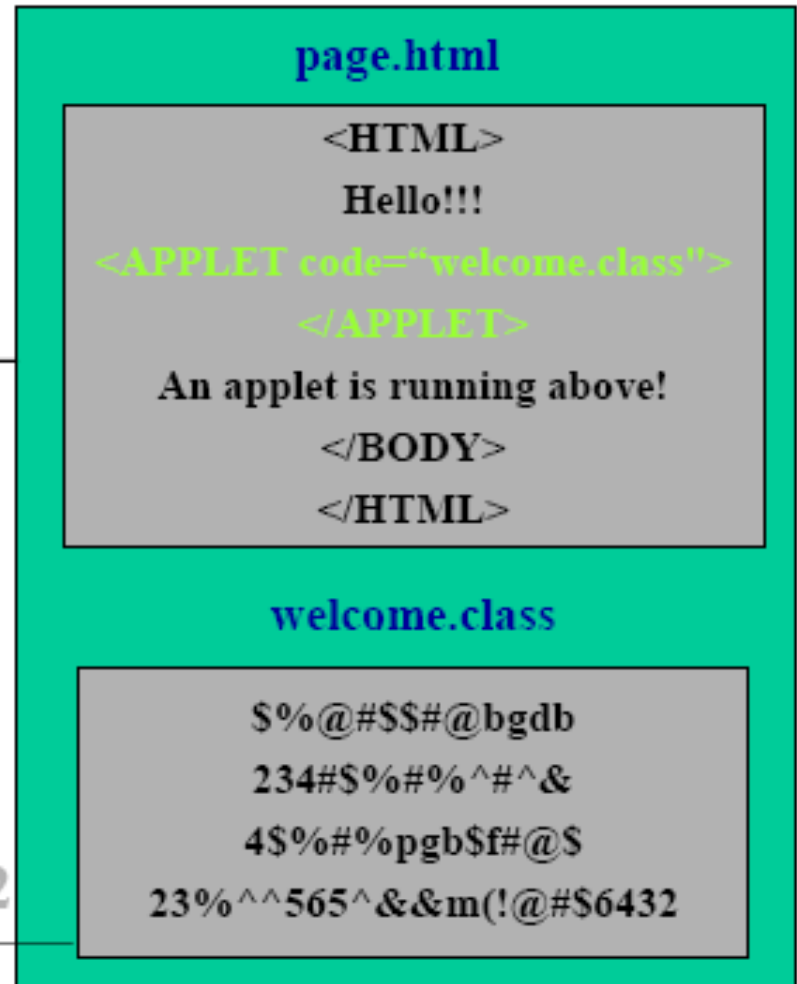 page.html
<HTML>
Hello!!!
<APPLET code=“welcome.class">
</APPLET>
An applet is running above!
</BODY>
</HTML>
welcome.class
$%@#$$#@bgdb
234#$%#%^#^&
4$%#%pgb$f#@$
23%^^565^&&m(!@#$6432
2